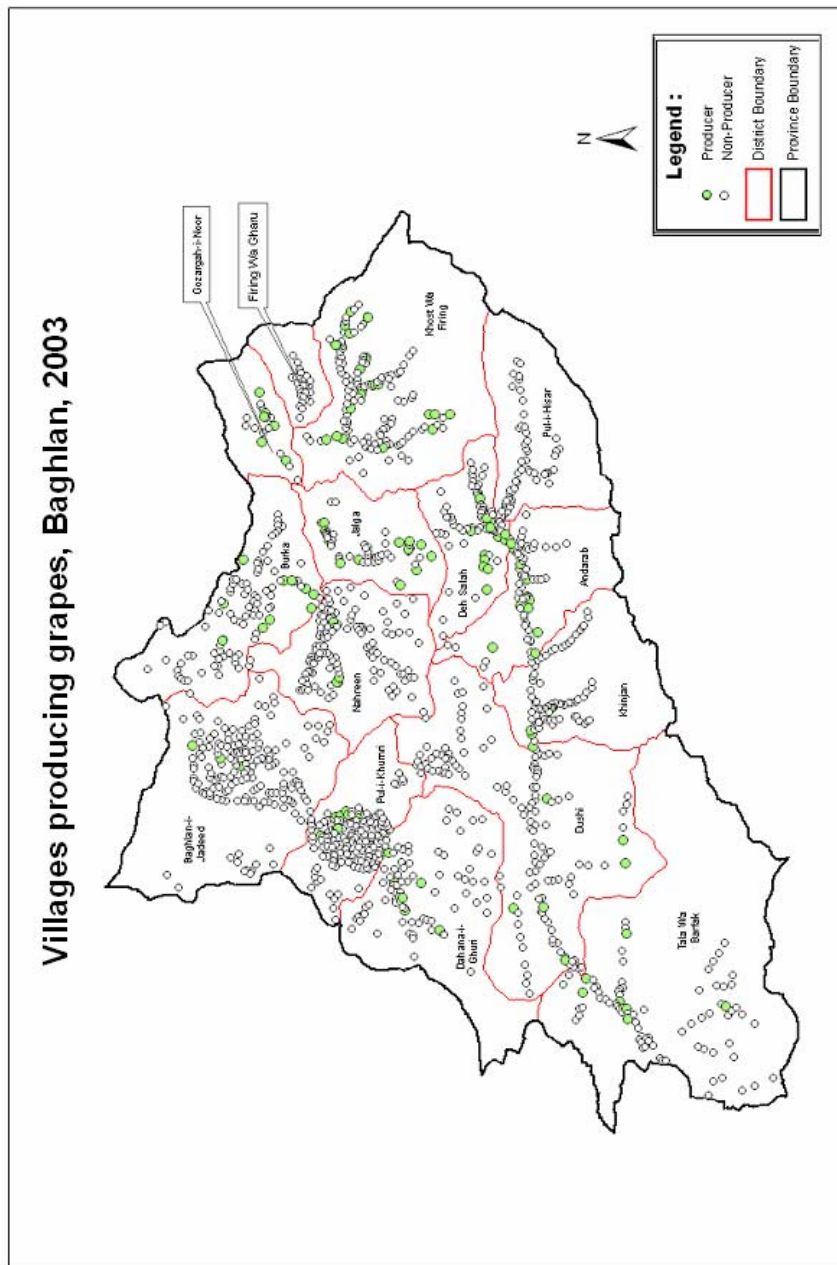 Villages producing grapes, Baghlan, 2003
Gozargah-i-Noor
Firing Wa Gharu
Khost Wa
Firing
Burka
Jalga
Baghlan-i-
Jadeed
Nahreen
Pul-i-Hisar
Deh Salah
Pul-i-Khumri
Andarab
Khinjan
Dushi
Dahana-i-
Ghuri
Tala Wa
Barfak
N
Legend :
Producer
Non-Producer
District Boundary
Province Boundary